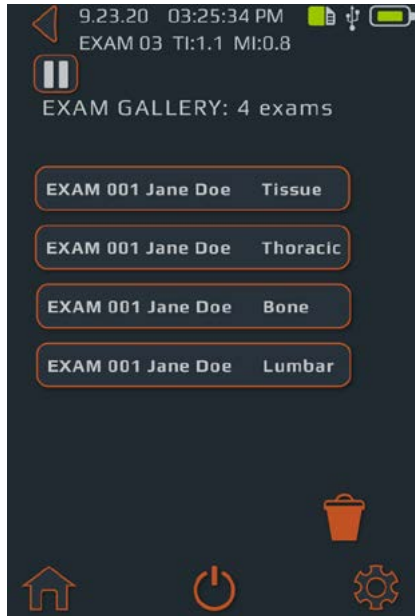 9.23.20 03:25:34 PM
EXAM 03 TI:1.1 MI:0.8
EXAM GALLERY: 4 exams
EXAM 001 Jane Doe Tissue
EXAM 001 Jane Doe Thoracic
EXAM 001 Jane Doe Bone
EXAM 001 Jane Doe Lumbar